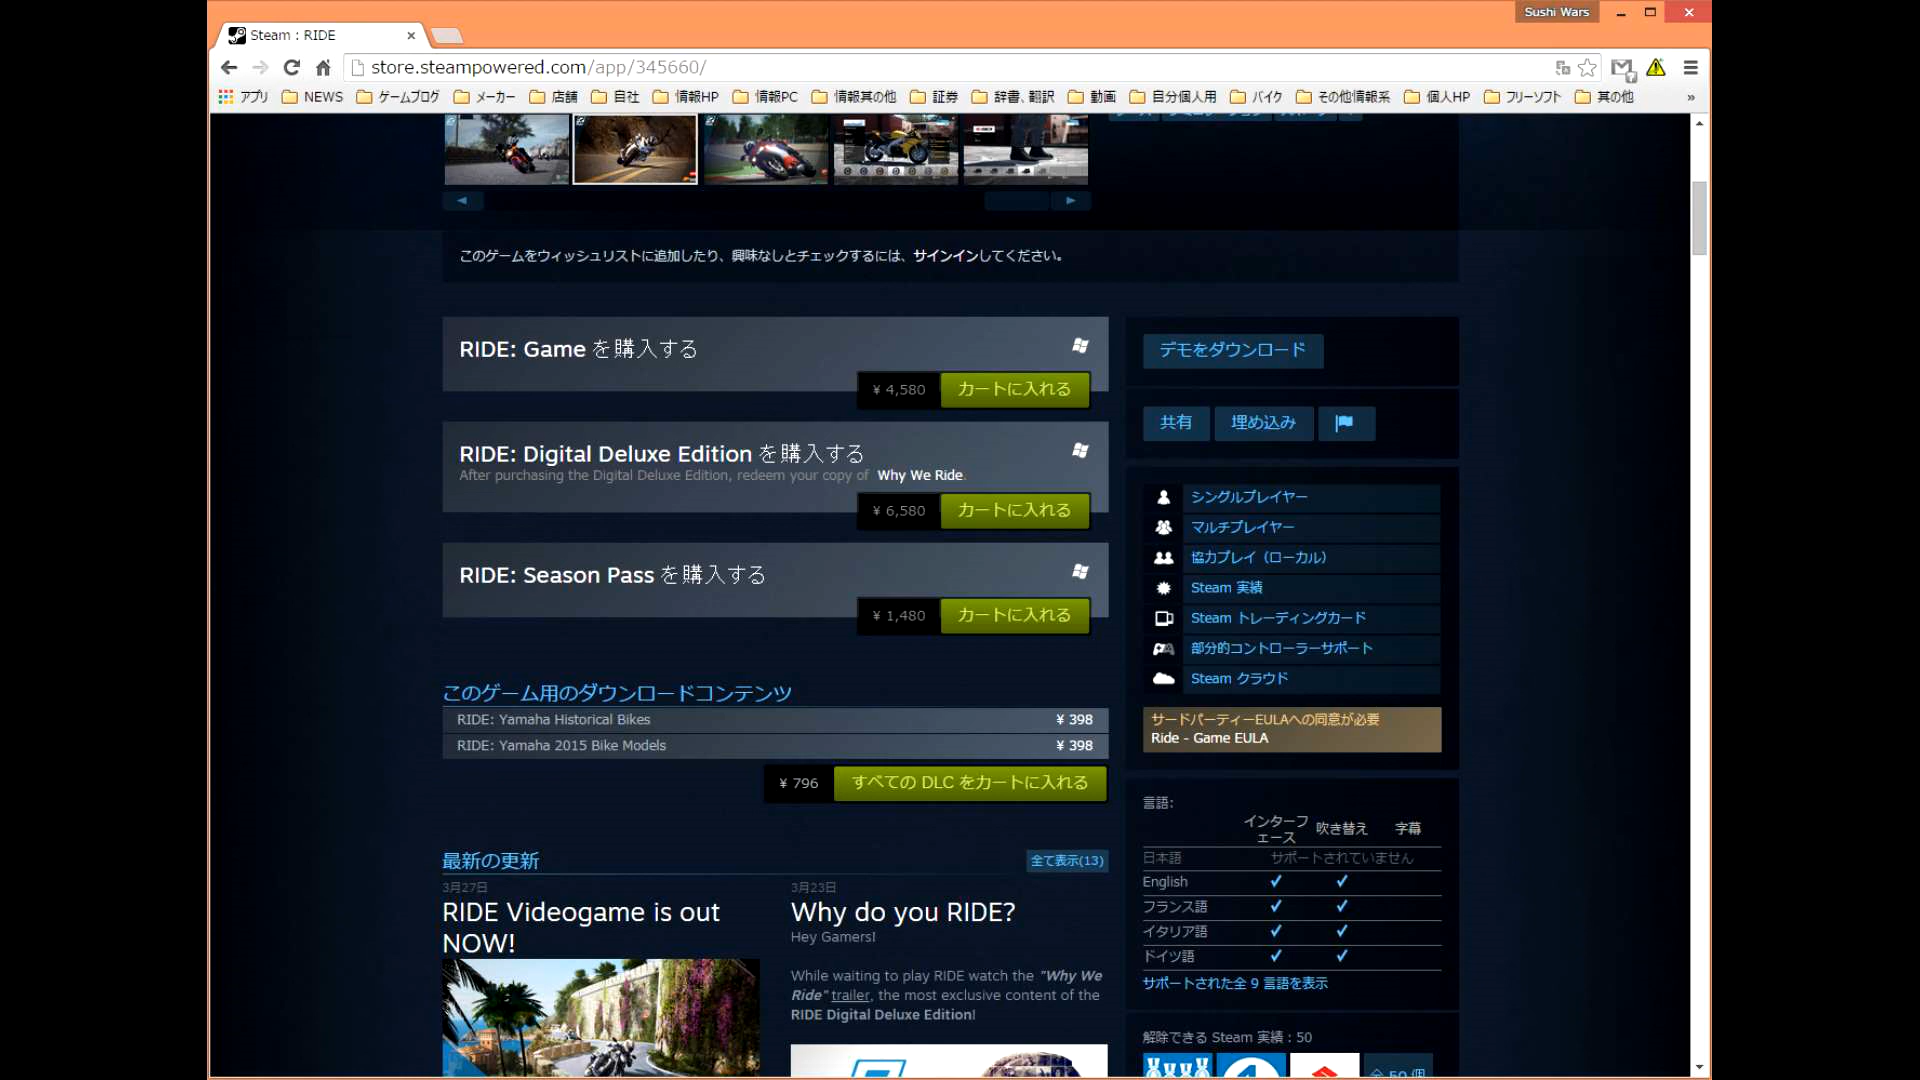 Sushi Wars
Steam : RIDE
store.steampowered.com/app/345660/
アプリ NEWS ゲームブログ メーカー 店舗 自社 情報HP 情報PC 情報其の他 証券 辞書、翻訳 動画 自分個人用 バイク その他情報系 個人HP フリーソフト 其の他 »
このゲームをウィッシュリストに追加したり、興味なしとチェックするには、サインインしてください。
RIDE: Game を購入する
¥ 4,580 カートに入れる
RIDE: Digital Deluxe Edition を購入する
After purchasing the Digital Deluxe Edition, redeem your copy of Why We Ride.
¥ 6,580 カートに入れる
RIDE: Season Pass を購入する
¥ 1,480 カートに入れる
このゲーム用のダウンロードコンテンツ
RIDE: Yamaha Historical Bikes ¥ 398
RIDE: Yamaha 2015 Bike Models ¥ 398
¥ 796 すべての DLC をカートに入れる
最新の更新 全て表示(13)
3月27日
RIDE Videogame is out
NOW!
3月23日
Why do you RIDE?
Hey Gamers!
While waiting to play RIDE watch the "Why We
Ride" trailer, the most exclusive content of the
RIDE Digital Deluxe Edition!
デモをダウンロード
共有 埋め込み
シングルプレイヤー
マルチプレイヤー
協力プレイ（ローカル）
Steam 実績
Steam トレーディングカード
部分的コントローラーサポート
Steam クラウド
サードパーティーEULAへの同意が必要
Ride - Game EULA
言語:
インターフェース 吹き替え 字幕
日本語 サポートされていません
English ✓ ✓
フランス語 ✓ ✓
イタリア語 ✓ ✓
ドイツ語 ✓ ✓
サポートされた全 9 言語を表示
解除できる Steam 実績 : 50
全 50 個